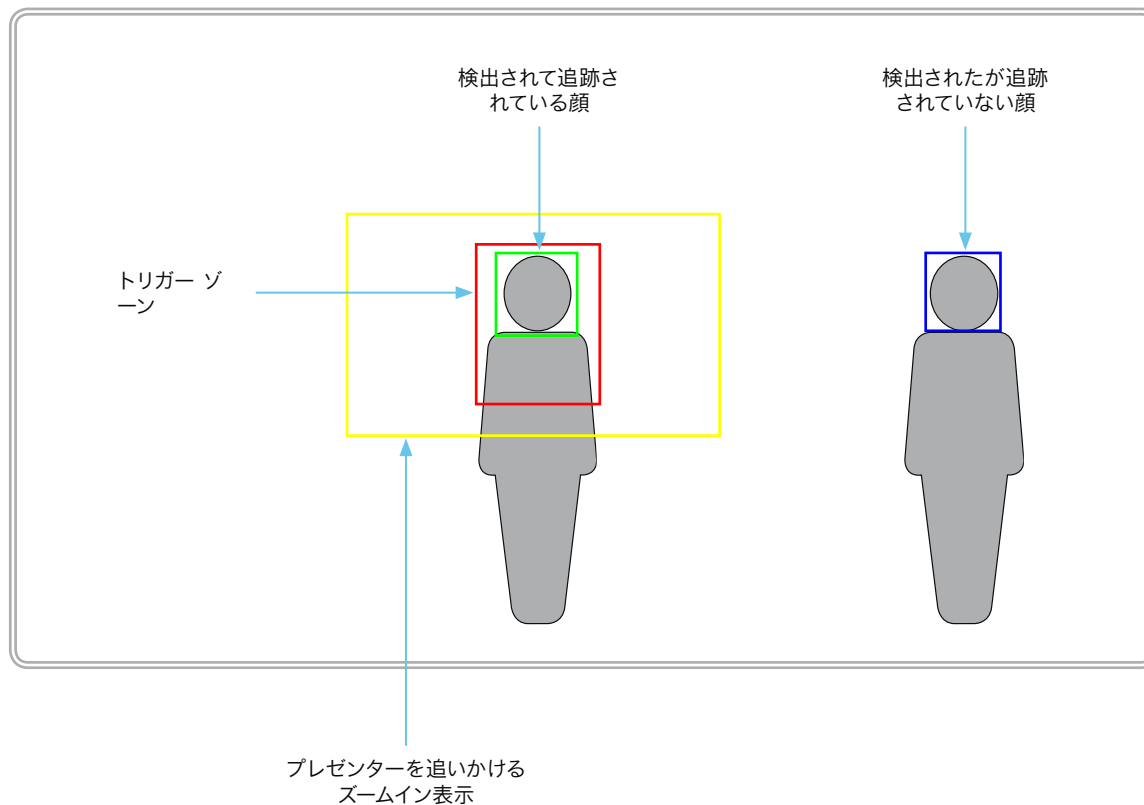 検出されて追跡さ
れている顔
検出されたが追跡
されていない顔
トリガー ゾ
ーン
プレゼンターを追いかける
ズームイン表示